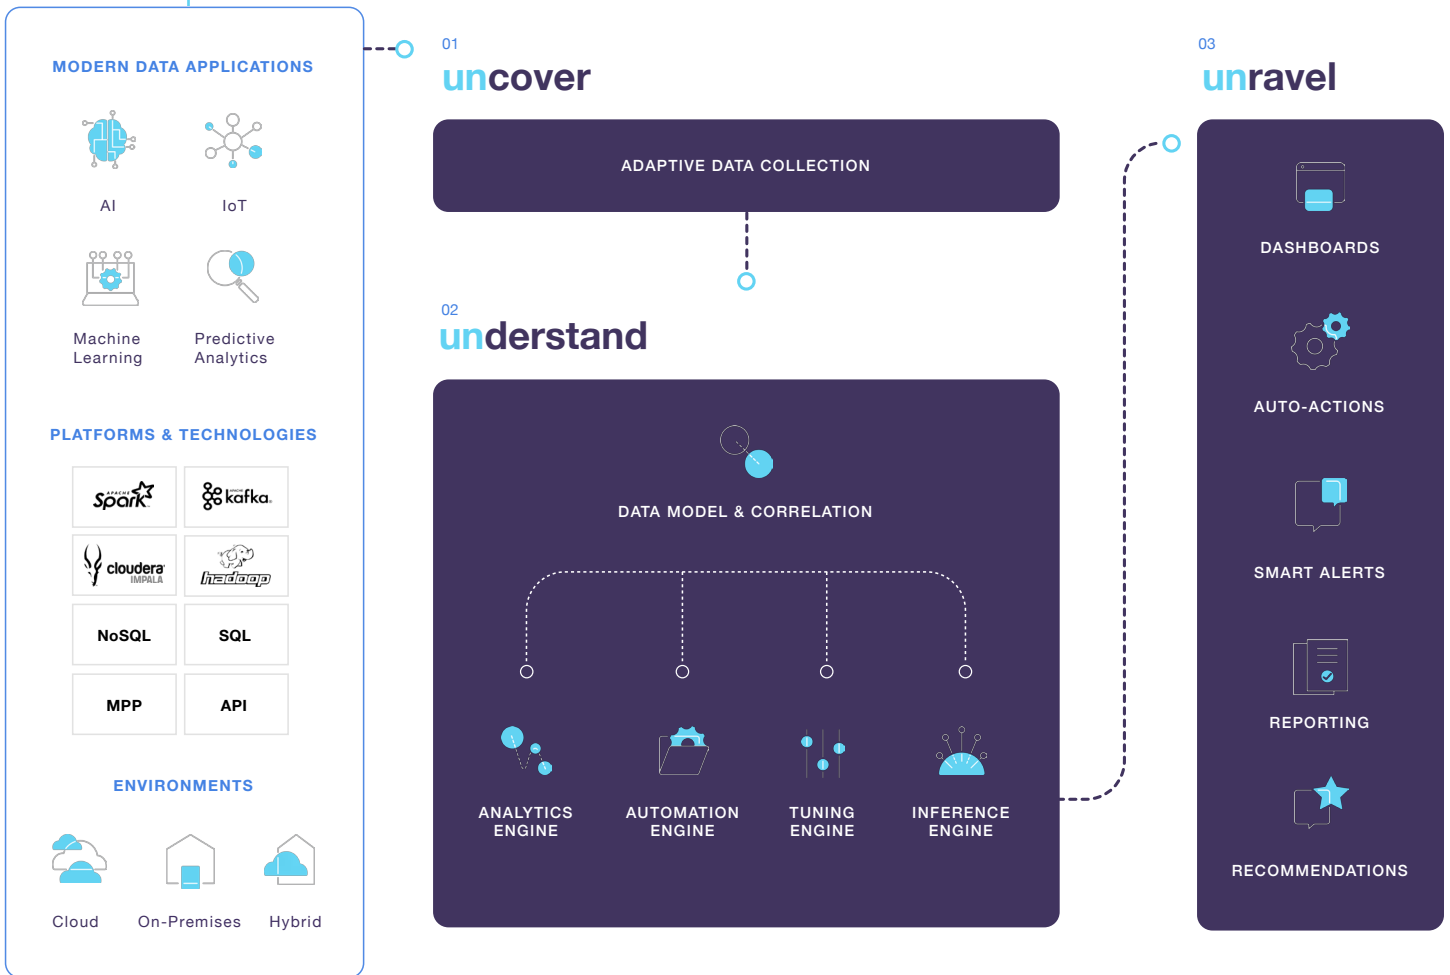 MODERN DATA APPLICATIONS
AI
IoT
Machine
Learning
Predictive
Analytics
PLATFORMS & TECHNOLOGIES
APACHE
Spark
kafka
cloudera
IMPALA
hadoop
NoSQL
SQL
MPP
API
ENVIRONMENTS
Cloud
On-Premises
Hybrid
01
uncover
ADAPTIVE DATA COLLECTION
02
understand
DATA MODEL & CORRELATION
ANALYTICS
ENGINE
AUTOMATION
ENGINE
TUNING
ENGINE
INFERENCE
ENGINE
03
unravel
DASHBOARDS
AUTO-ACTIONS
SMART ALERTS
REPORTING
RECOMMENDATIONS